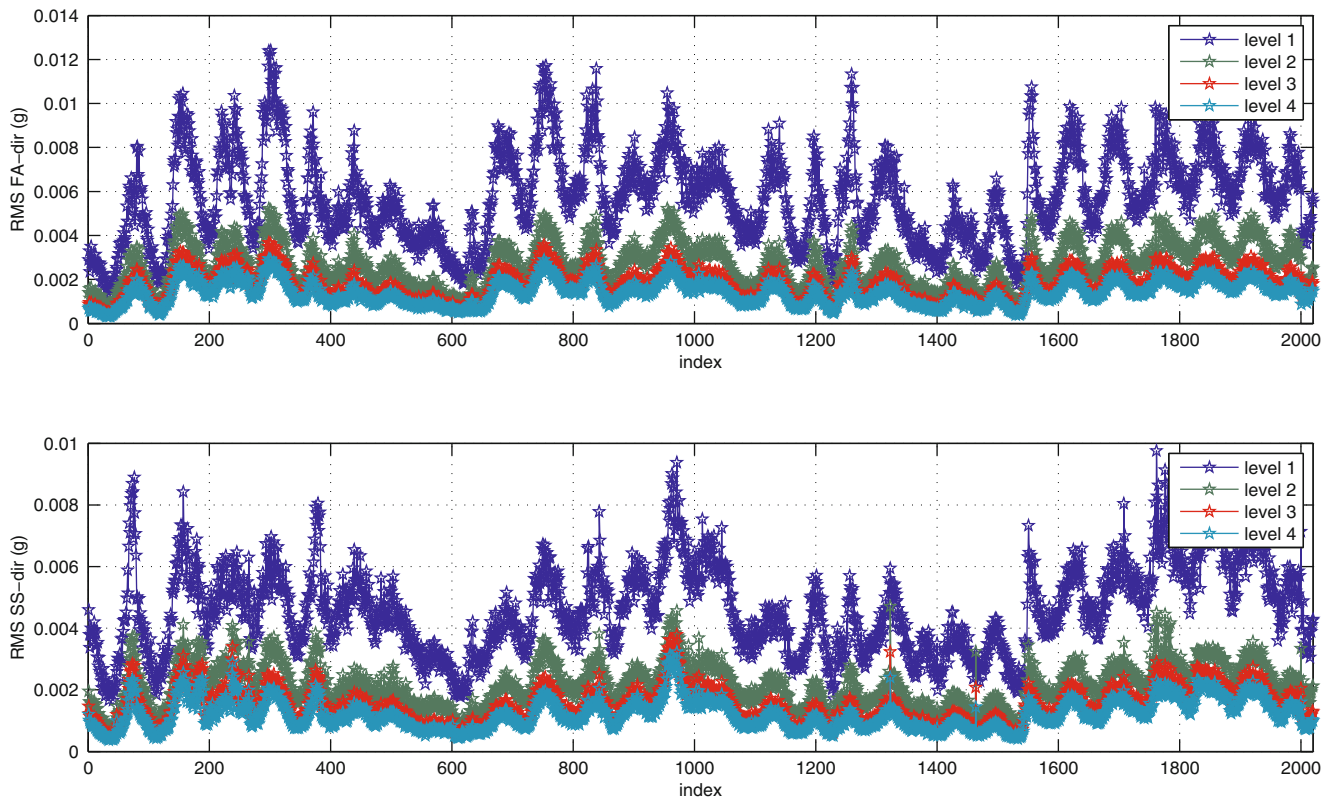 0.014
0.012
0.01
0.008
0.006
0.004
0.002
0
RMS FA-dir (g)
level 1
level 2
level 3
level 4
0 200 400 600 800 1000 1200 1400 1600 1800 2000
index
0.01
0.008
0.006
0.004
0.002
0
RMS SS-dir (g)
level 1
level 2
level 3
level 4
0 200 400 600 800 1000 1200 1400 1600 1800 2000
index